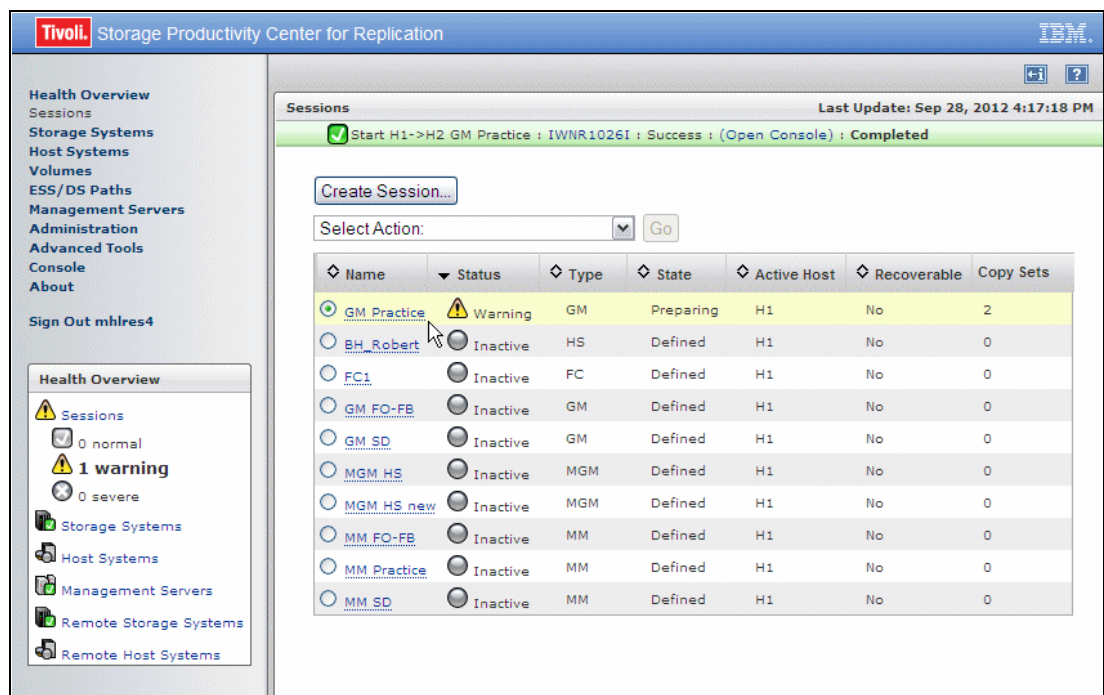 Tivoli. Storage Productivity Center for Replication
IBM.
Health Overview
Sessions
Storage Systems
Host Systems
Volumes
ESS/DS Paths
Management Servers
Administration
Advanced Tools
Console
About
Sign Out mhlres4
Health Overview
Sessions
0 normal
1 warning
0 severe
Storage Systems
Host Systems
Management Servers
Remote Storage Systems
Remote Host Systems
?
Sessions Last Update: Sep 28, 2012 4:17:18 PM
Start H1->H2 GM Practice : IWNR1026I : Success : (Open Console) : Completed
Create Session...
Select Action: Go
Name Status Type State Active Host Recoverable Copy Sets
GM Practice Warning GM Preparing H1 No 2
BH_Robert Inactive HS Defined H1 No 0
FC1 Inactive FC Defined H1 No 0
GM FO-FB Inactive GM Defined H1 No 0
GM SD Inactive GM Defined H1 No 0
MGM HS Inactive MGM Defined H1 No 0
MGM HS new Inactive MGM Defined H1 No 0
MM FO-FB Inactive MM Defined H1 No 0
MM Practice Inactive MM Defined H1 No 0
MM SD Inactive MM Defined H1 No 0